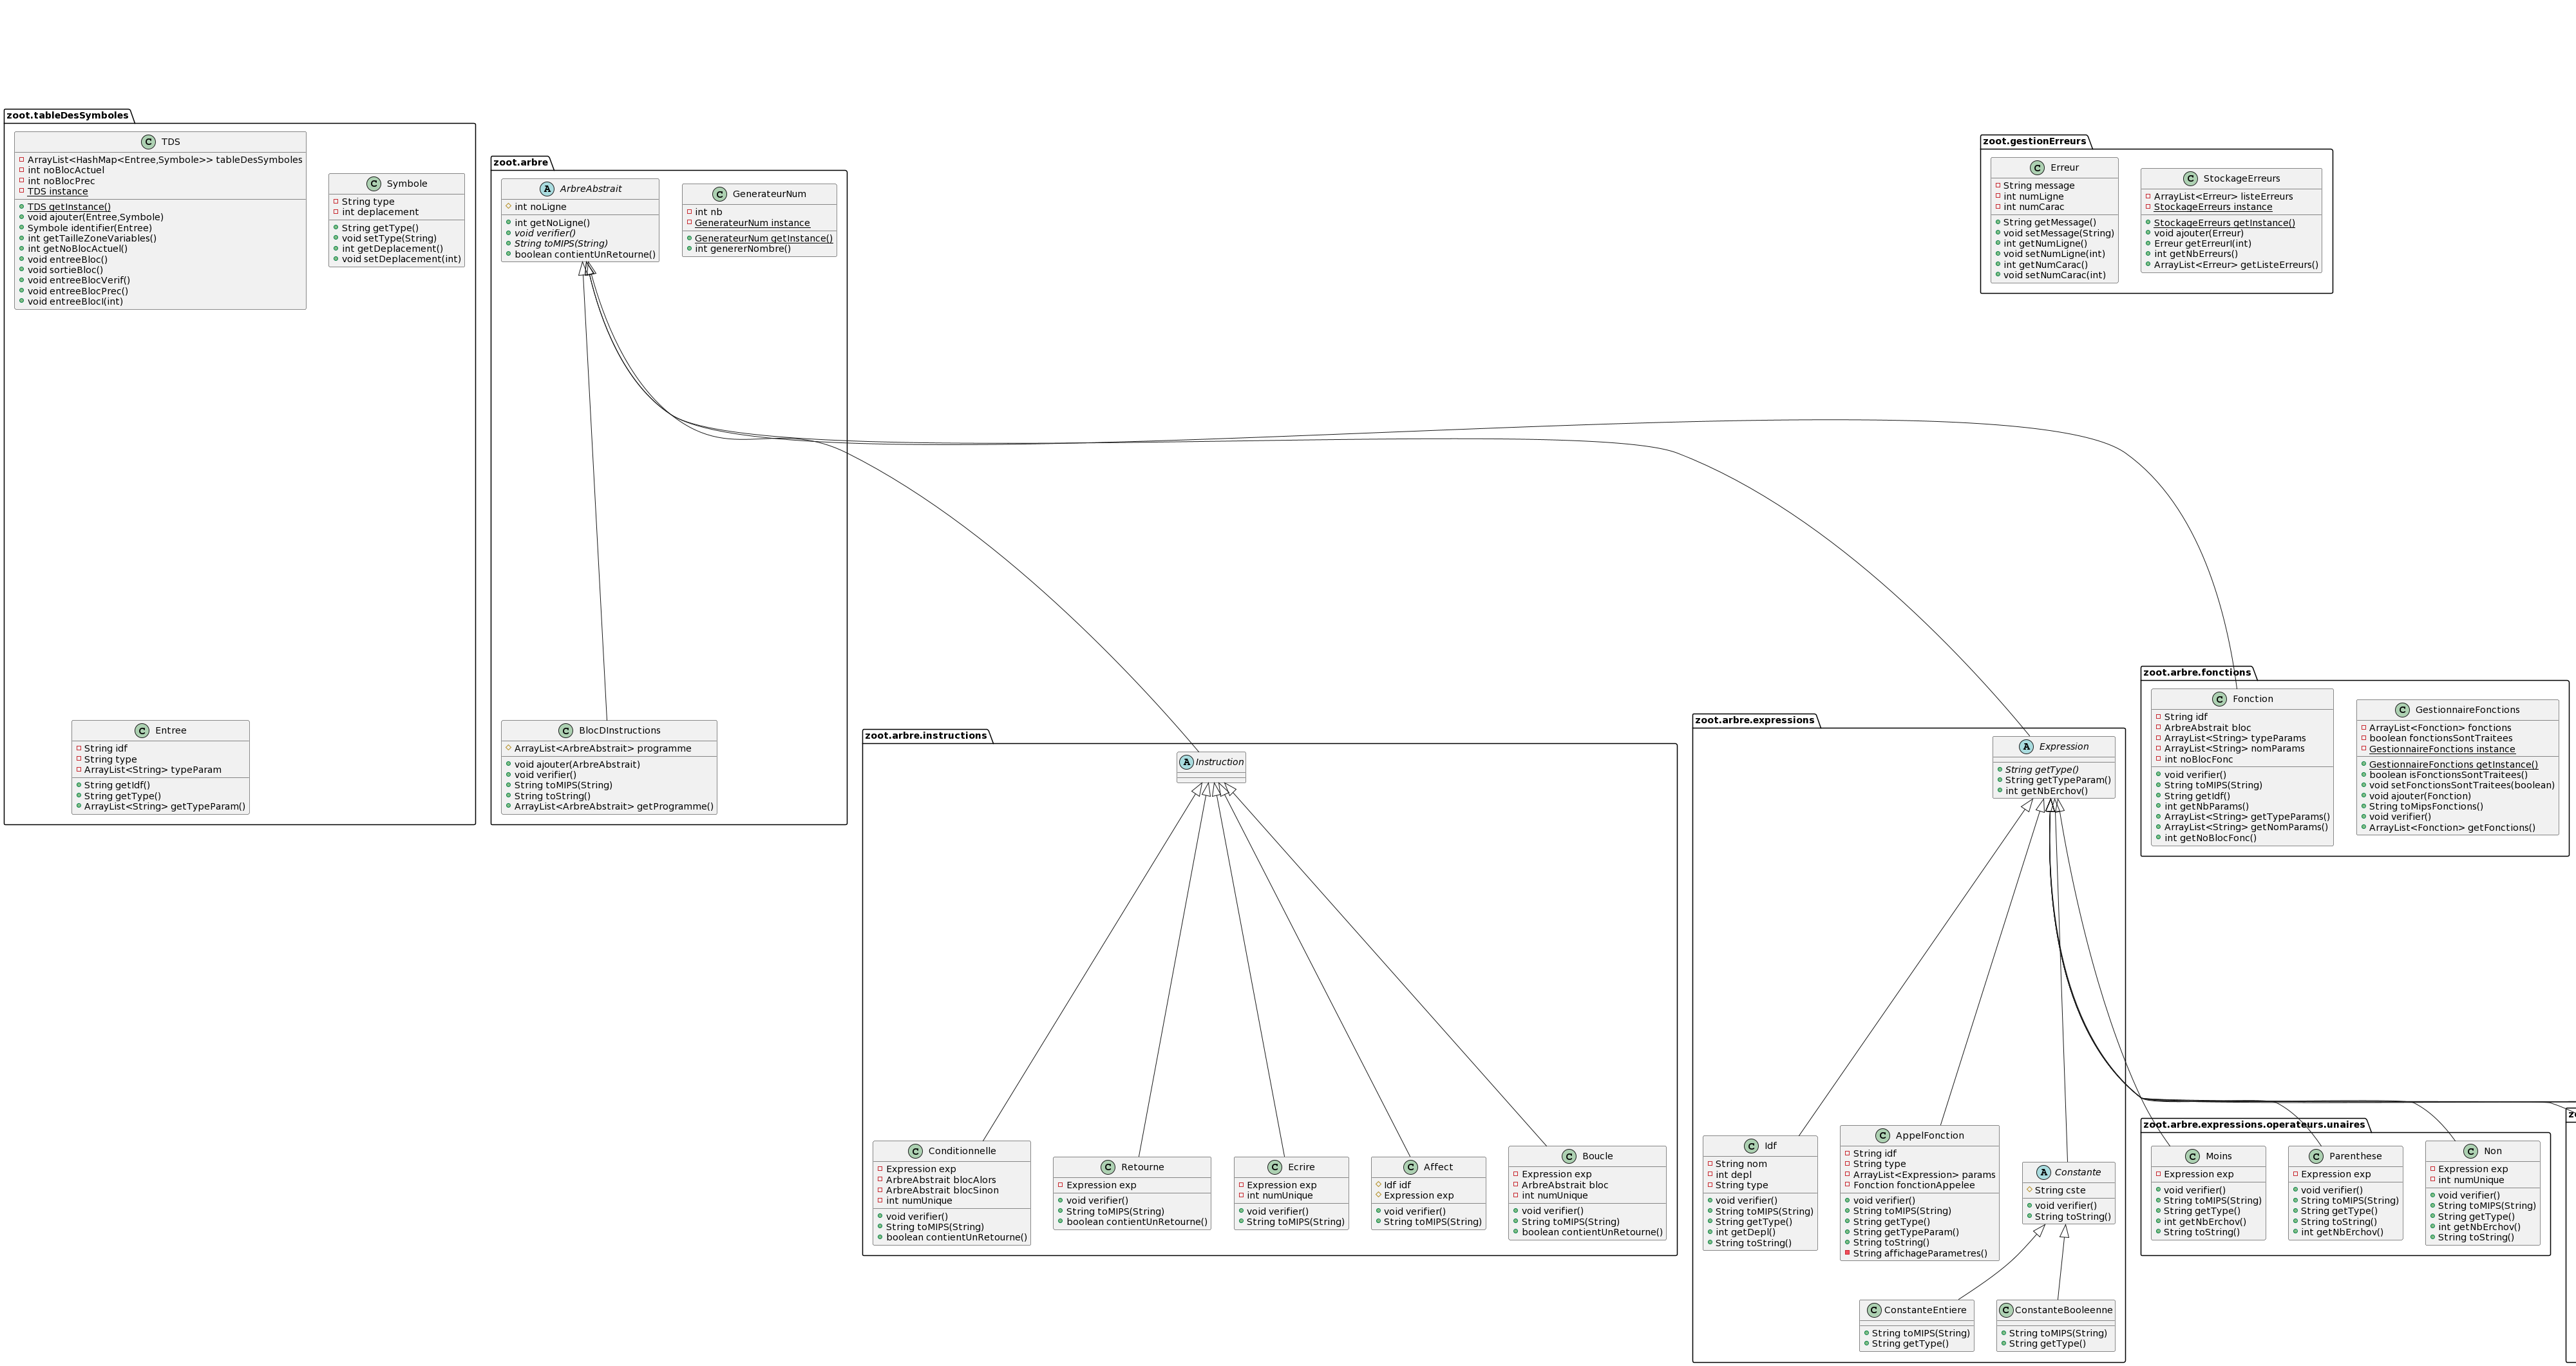 zoot.tableDesSymboles
TDS
ArrayList<HashMap<Entree,Symbole>> tableDesSymboles
int noBlocActuel
int noBlocPrec
TDS instance
TDS getInstance()
void ajouter(Entree,Symbole)
Symbole identifier(Entree)
int getTailleZoneVariables()
int getNoBlocActuel()
void entreeBloc()
void sortieBloc()
void entreeBlocVerif()
void entreeBlocPrec()
void entreeBlocI(int)
Symbole
String type
int deplacement
String getType()
void setType(String)
int getDeplacement()
void setDeplacement(int)
Entree
String idf
String type
ArrayList<String> typeParam
String getIdf()
String getType()
ArrayList<String> getTypeParam()
zoot.arbre
ArbreAbstrait
int noLigne
int getNoLigne()
void verifier()
String toMIPS(String)
boolean contientUnRetourne()
GenerateurNum
int nb
GenerateurNum instance
GenerateurNum getInstance()
int genererNombre()
BlocDInstructions
ArrayList<ArbreAbstrait> programme
void ajouter(ArbreAbstrait)
void verifier()
String toMIPS(String)
String toString()
ArrayList<ArbreAbstrait> getProgramme()
zoot.gestionErreurs
Erreur
String message
int numLigne
int numCarac
String getMessage()
void setMessage(String)
int getNumLigne()
void setNumLigne(int)
int getNumCarac()
void setNumCarac(int)
StockageErreurs
ArrayList<Erreur> listeErreurs
StockageErreurs instance
StockageErreurs getInstance()
void ajouter(Erreur)
Erreur getErreurI(int)
int getNbErreurs()
ArrayList<Erreur> getListeErreurs()
zoot.arbre.instructions
Instruction
Conditionnelle
Expression exp
ArbreAbstrait blocAlors
ArbreAbstrait blocSinon
int numUnique
void verifier()
String toMIPS(String)
boolean contientUnRetourne()
Retourne
Expression exp
void verifier()
String toMIPS(String)
boolean contientUnRetourne()
Ecrire
Expression exp
int numUnique
void verifier()
String toMIPS(String)
Affect
Idf idf
Expression exp
void verifier()
String toMIPS(String)
Boucle
Expression exp
ArbreAbstrait bloc
int numUnique
void verifier()
String toMIPS(String)
boolean contientUnRetourne()
zoot.arbre.expressions
Expression
String getType()
String getTypeParam()
int getNbErchov()
Idf
String nom
int depl
String type
void verifier()
String toMIPS(String)
String getType()
int getDepl()
String toString()
AppelFonction
String idf
String type
ArrayList<Expression> params
Fonction fonctionAppelee
void verifier()
String toMIPS(String)
String getType()
String getTypeParam()
String toString()
String affichageParametres()
Constante
String cste
void verifier()
String toString()
ConstanteEntiere
String toMIPS(String)
String getType()
ConstanteBooleenne
String toMIPS(String)
String getType()
zoot.arbre.fonctions
Fonction
String idf
ArbreAbstrait bloc
ArrayList<String> typeParams
ArrayList<String> nomParams
int noBlocFonc
void verifier()
String toMIPS(String)
String getIdf()
int getNbParams()
ArrayList<String> getTypeParams()
ArrayList<String> getNomParams()
int getNoBlocFonc()
GestionnaireFonctions
ArrayList<Fonction> fonctions
boolean fonctionsSontTraitees
GestionnaireFonctions instance
GestionnaireFonctions getInstance()
boolean isFonctionsSontTraitees()
void setFonctionsSontTraitees(boolean)
void ajouter(Fonction)
String toMipsFonctions()
void verifier()
ArrayList<Fonction> getFonctions()
zoot.arbre.expressions.operateurs.unaires
Moins
Expression exp
void verifier()
String toMIPS(String)
String getType()
int getNbErchov()
String toString()
Parenthese
Expression exp
void verifier()
String toMIPS(String)
String getType()
String toString()
int getNbErchov()
Non
Expression exp
int numUnique
void verifier()
String toMIPS(String)
String getType()
int getNbErchov()
String toString()